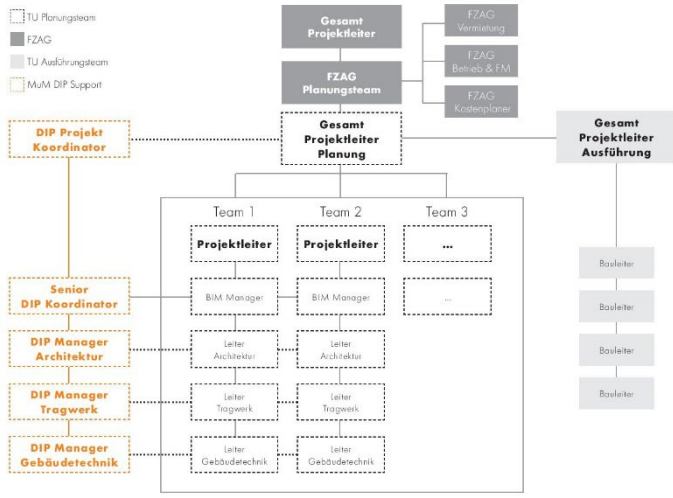 TU Planungsteam
FZAG
TU Ausführungsteam
MuM DIP Support
Gesamt
Projektleiter
FZAG
Planungsteam
FZAG
Vermietung
FZAG
Betrieb & FM
FZAG
Kostenplaner
DIP Projekt
Koordinator
Gesamt
Projektleiter
Planung
Gesamt
Projektleiter
Ausführung
Team 1
Team 2
Team 3
Projektleiter
Projektleiter
...
Senior
DIP Koordinator
BIM Manager
BIM Manager
...
DIP Manager
Architektur
Leiter
Architektur
Leiter
Architektur
DIP Manager
Tragwerk
Leiter
Tragwerk
Leiter
Tragwerk
DIP Manager
Gebäudetechnik
Leiter
Gebäudetechnik
Leiter
Gebäudetechnik
Bauleiter
Bauleiter
Bauleiter
Bauleiter